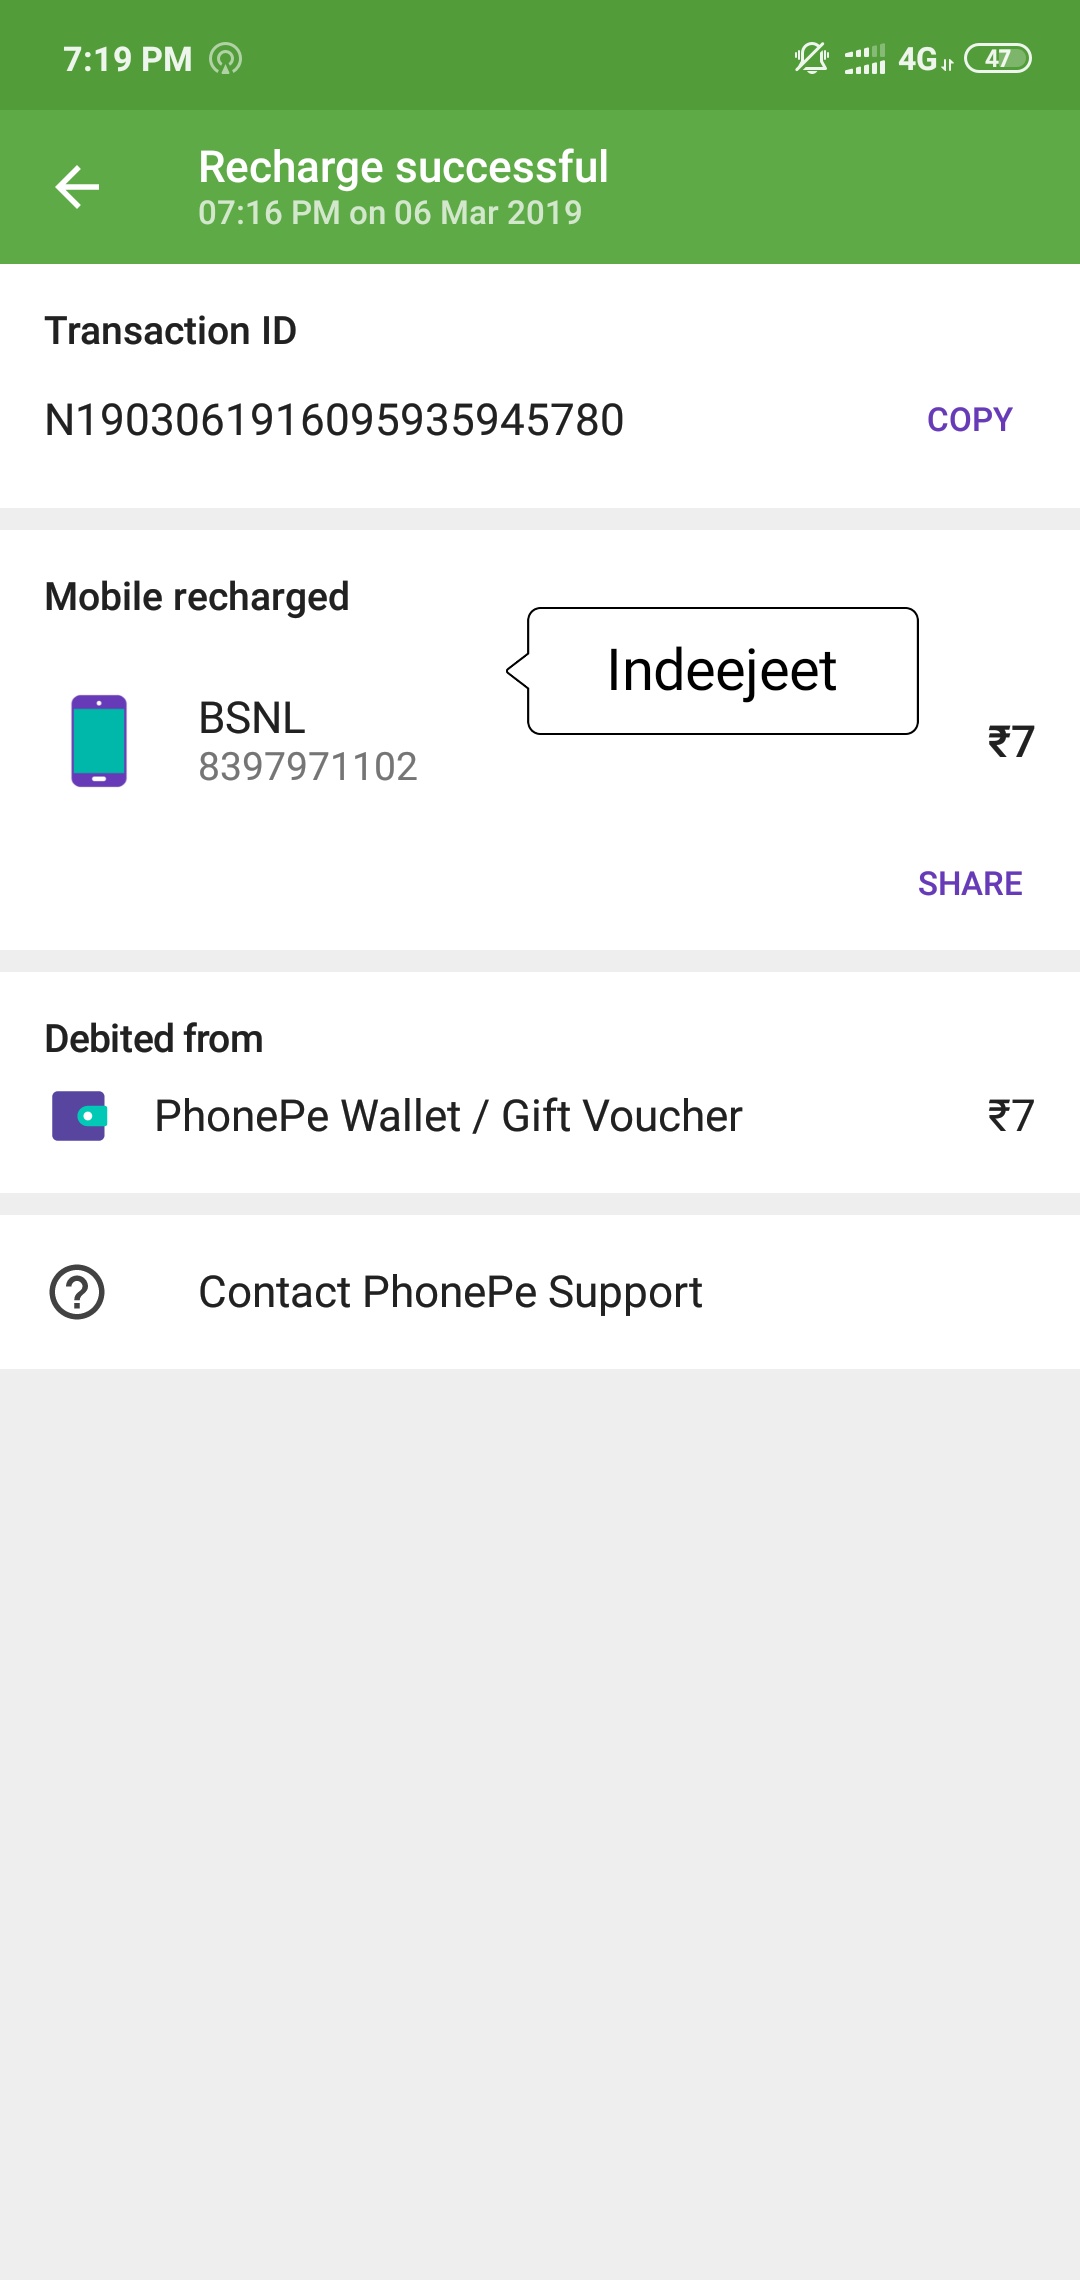 7:19 PM 4G 47
Recharge successful
07:16 PM on 06 Mar 2019
Transaction ID
N1903061916095935945780 COPY
Mobile recharged
Indeejeet
BSNL
8397971102
₹7
SHARE
Debited from
PhonePe Wallet / Gift Voucher ₹7
Contact PhonePe Support